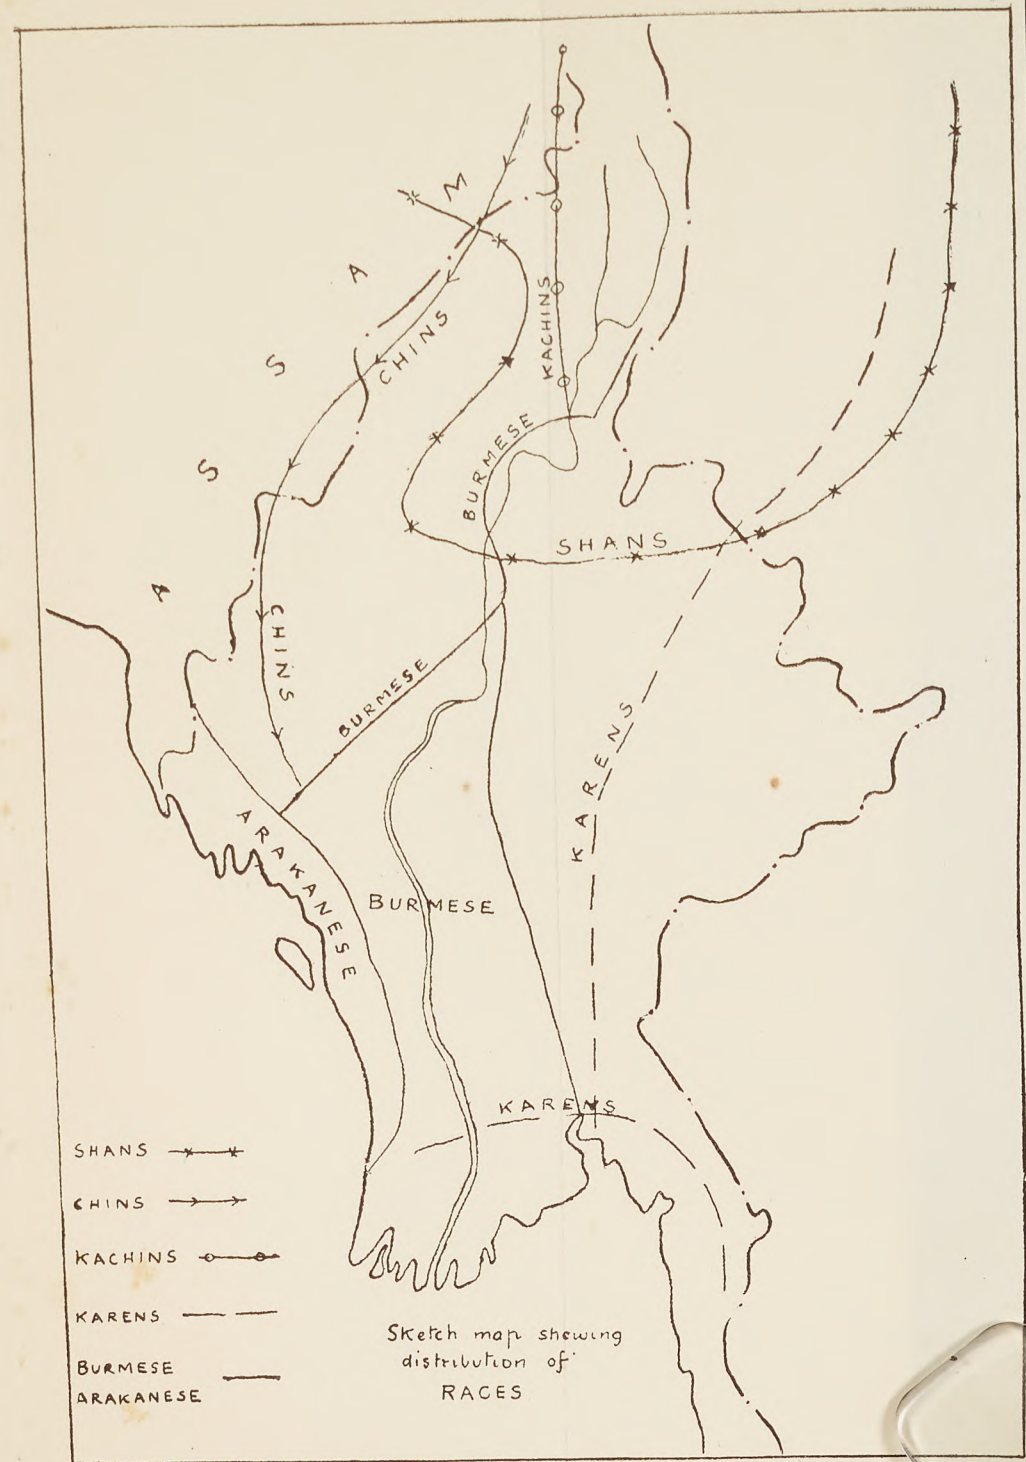 A S S A M
CHINS
KACHINS
BURMESE
SHANS
CHINS
BURMESE
KARENS
ARAKANESE
BURMESE
KARENS
SHANS
CHINS
KACHINS
KARENS
BURMESE
ARAKANESE
Sketch map shewing
distribution of
RACES